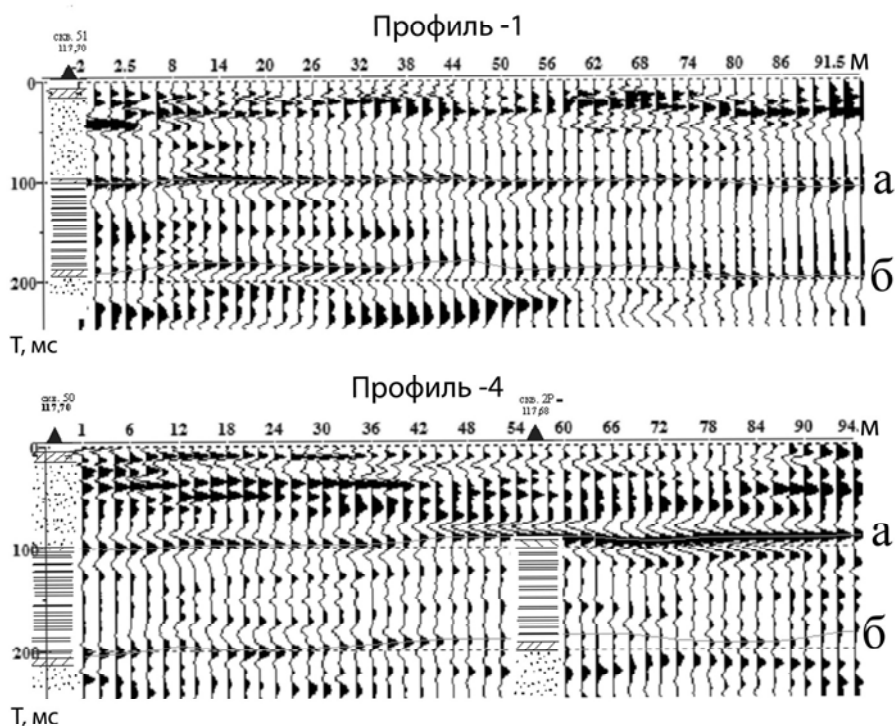 Профиль -1
скв. 51
117,70
-2 2.5 8 14 20 26 32 38 44 50 56 62 68 74 80 86 91.5 м
0
100
а
200
б
Т, мс
Профиль -4
скв. 50
117,70
скв. 2Р
117,68
1 6 12 18 24 30 36 42 48 54 60 66 72 78 84 90 94. м
0
а
100
б
200
Т, мс